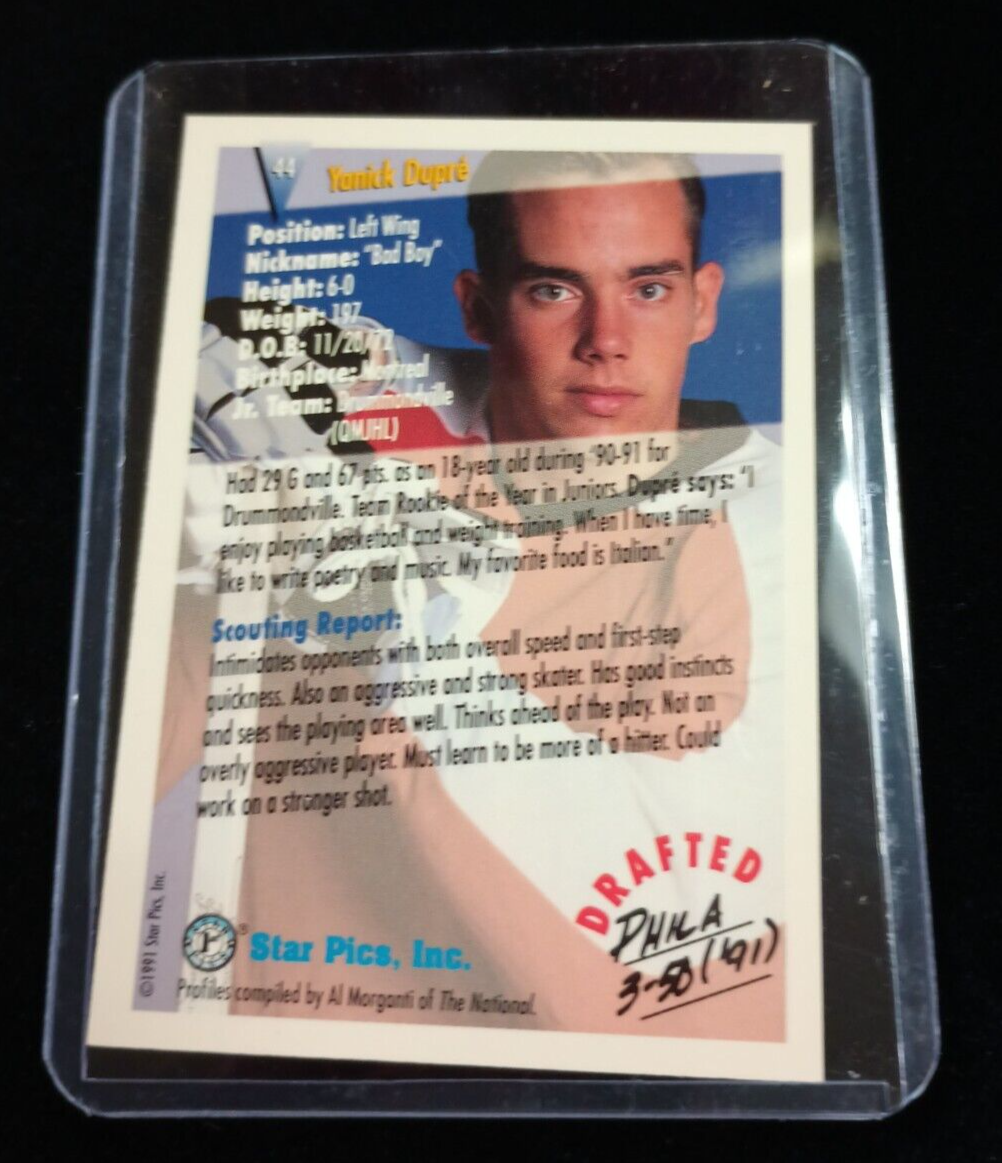 44
Yanick Dupré
Position: Left Wing
Nickname: "Bad Boy"
Height: 6-0
Weight: 197
D.O.B: 11/20/72
Birthplace: Montreal
Jr. Team: Drummondville
(QMJHL)
Had 29 G and 67 pts. as an 18-year old during '90-91 for
Drummondville. Team Rookie of the Year in Juniors. Dupré says: "I
enjoy playing basketball and weight training. When I have time, I
like to write poetry and music. My favorite food is Italian."
Scouting Report:
Intimidates opponents with both overall speed and first-step
quickness. Also an aggressive and strong skater. Has good instincts
and sees the playing area well. Thinks ahead of the play. Not an
overly aggressive player. Must learn to be more of a hitter. Could
work on a stronger shot.
DRAFTED
PHILA
3-50 ('91)
©1991 Star Pics, Inc.
® Star Pics, Inc.
Profiles compiled by Al Morganti of The National.